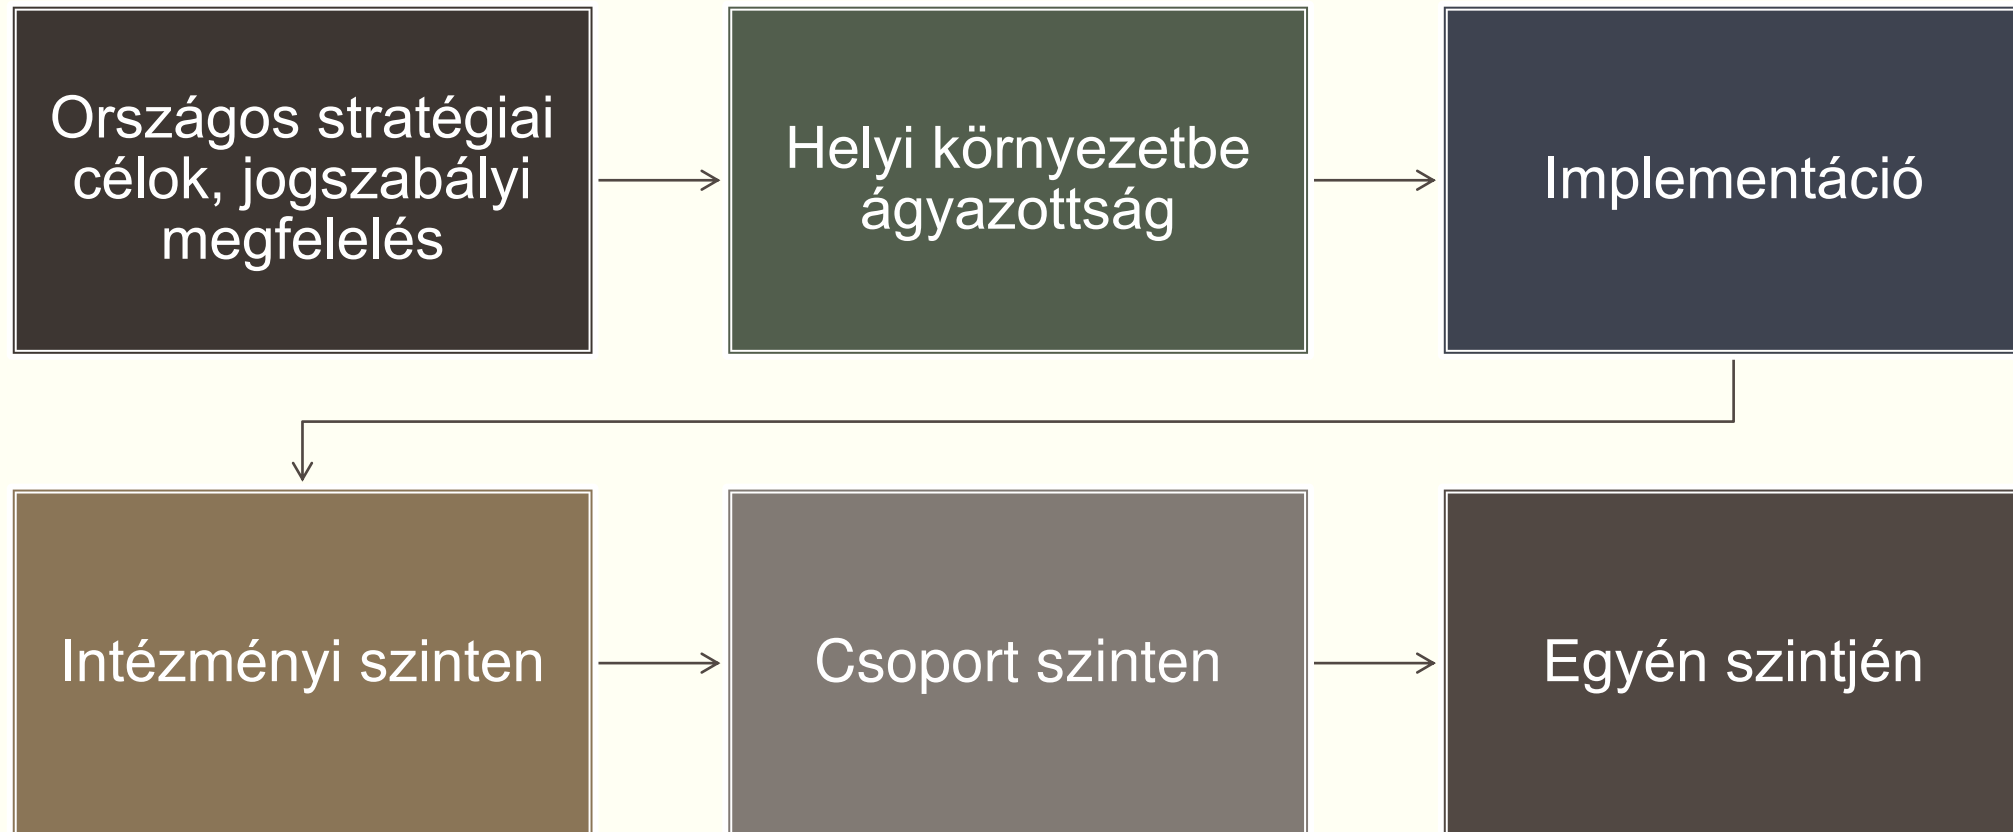 Országos stratégiai
célok, jogszabályi
megfelelés
Helyi környezetbe
ágyazottság
Implementáció
Intézményi szinten
Csoport szinten
Egyén szintjén